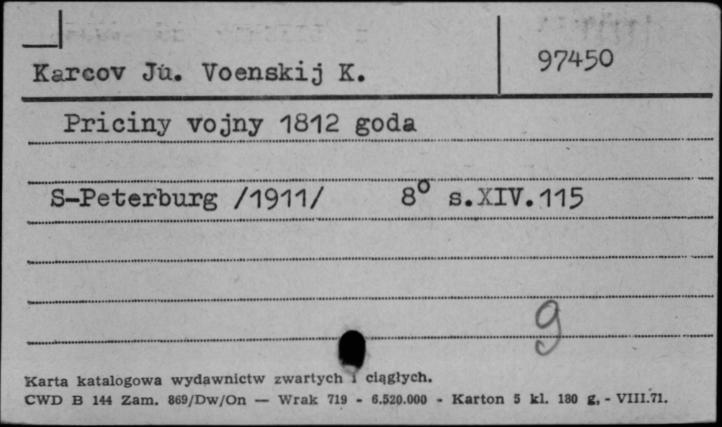 Karcov Ju. Voenskij K.
97450
Priciny vojny 1812 goda
S-Peterburg /1911/ 8° s.XIV.115
9
Karta katalogowa wydawnictw zwartych i ciągłych.
CWD B 144 Zam. 869/Dw/On — Wrak 719 - 6.520.000 - Karton 5 kl. 180 g. - VIII.71.